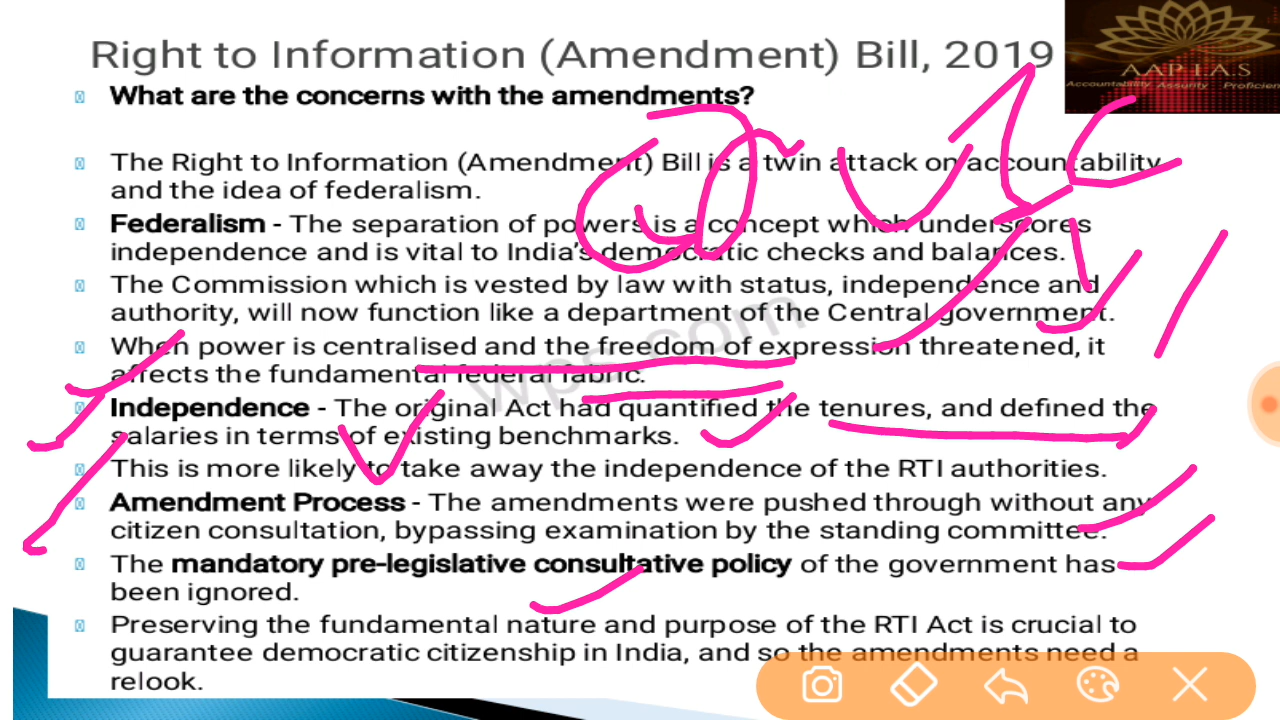 Right to Information (Amendment) Bill, 2019
AAP I.A.S
Accountability Assurity Proficien
What are the concerns with the amendments?
The Right to Information (Amendment) Bill is a twin attack on accountability
and the idea of federalism.
Federalism - The separation of powers is a concept which underscores
independence and is vital to India's democratic checks and balances.
The Commission which is vested by law with status, independence and
authority, will now function like a department of the Central government.
When power is centralised and the freedom of expression threatened, it
affects the fundamental federal fabric.
Independence - The original Act had quantified the tenures, and defined the
salaries in terms of existing benchmarks.
This is more likely to take away the independence of the RTI authorities.
Amendment Process - The amendments were pushed through without any
citizen consultation, bypassing examination by the standing committee.
The mandatory pre-legislative consultative policy of the government has
been ignored.
Preserving the fundamental nature and purpose of the RTI Act is crucial to
guarantee democratic citizenship in India, and so the amendments need a
relook.
wps.com